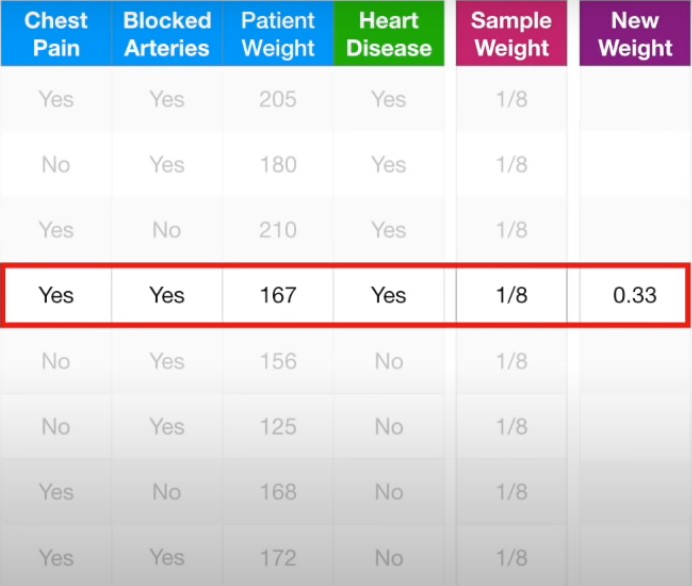 Chest Pain Blocked Arteries Patient Weight Heart Disease Sample Weight New Weight
Yes Yes 205 Yes 1/8
No Yes 180 Yes 1/8
Yes No 210 Yes 1/8
Yes Yes 167 Yes 1/8 0.33
No Yes 156 No 1/8
No Yes 125 No 1/8
Yes No 168 No 1/8
Yes Yes 172 No 1/8